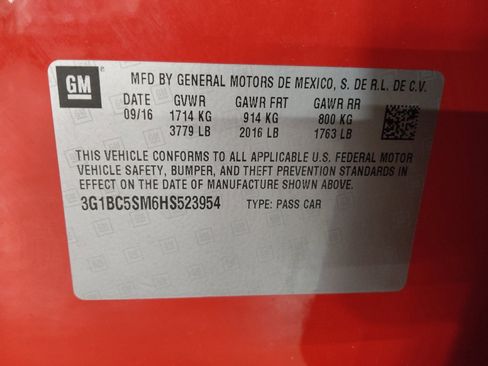 GM
MFD BY GENERAL MOTORS DE MEXICO, S. DE R.L. DE C.V.
DATE GVWR GAWR FRT GAWR RR
09/16 1714 KG 914 KG 800 KG
3779 LB 2016 LB 1763 LB
THIS VEHICLE CONFORMS TO ALL APPLICABLE U.S. FEDERAL MOTOR
VEHICLE SAFETY, BUMPER, AND THEFT PREVENTION STANDARDS IN
EFFECT ON THE DATE OF MANUFACTURE SHOWN ABOVE.
3G1BC5SM6HS523954 TYPE: PASS CAR